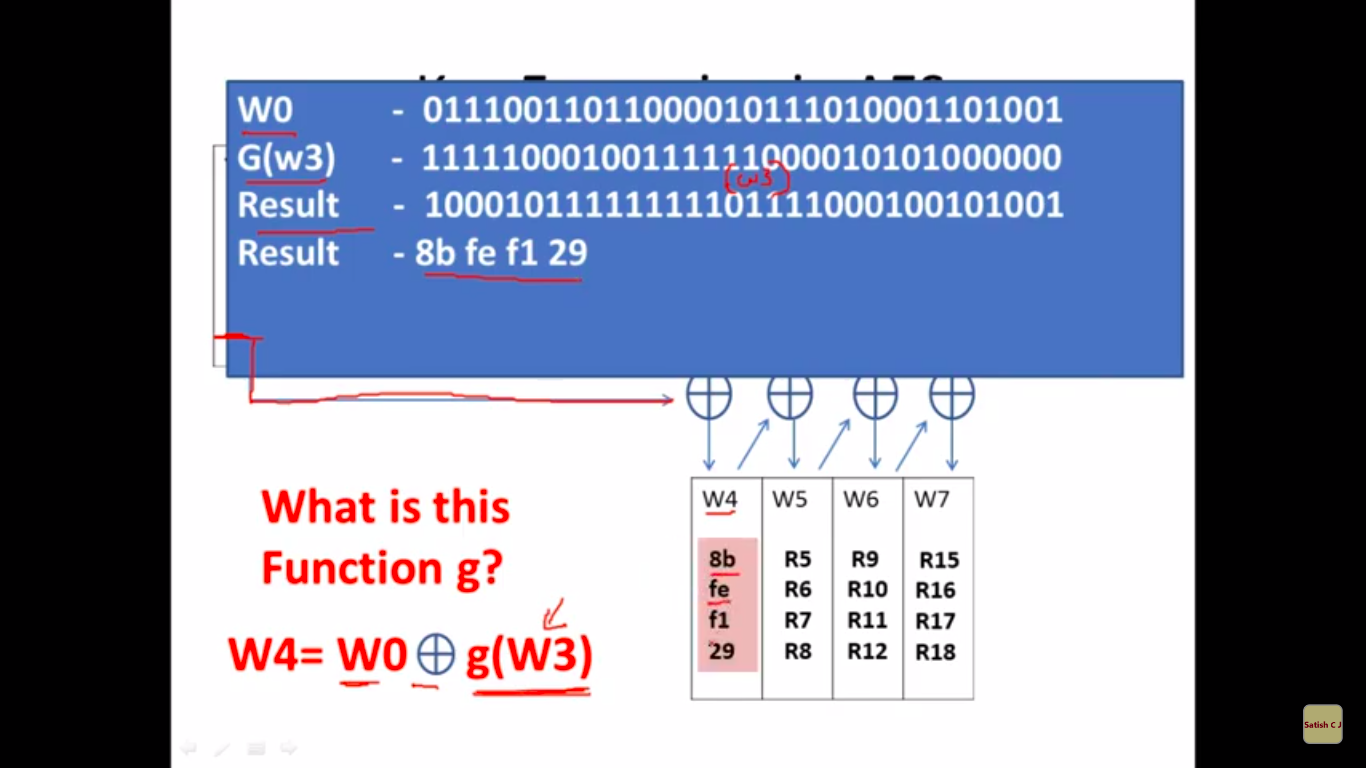 W0 - 01110011011000010111010001101001
G(w3) - 11111000100111111000010101000000
(w3)
Result - 10001011111111101111000100101001
Result - 8b fe f1 29
What is this
Function g?
W4= W0 ⊕ g(W3)
W4 W5 W6 W7
8b R5 R9 R15
fe R6 R10 R16
f1 R7 R11 R17
29 R8 R12 R18
Satish C J